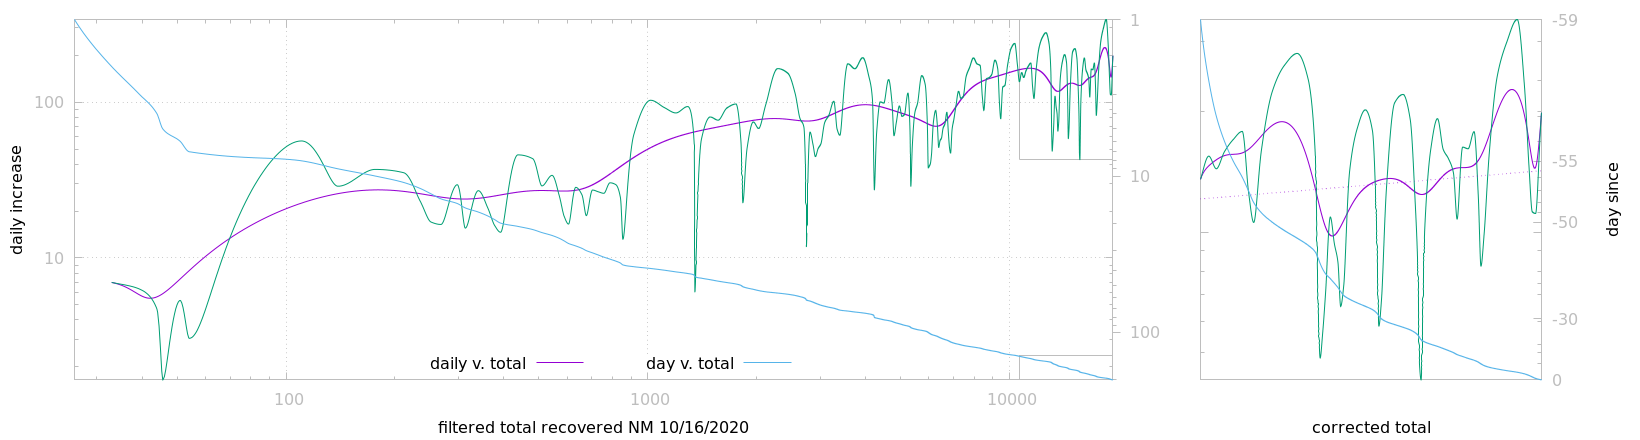 1
-59
100
-55
10
-50
10
-30
100
0
daily increase
day since
daily v. total
day v. total
100
1000
10000
filtered total recovered NM 10/16/2020
corrected total